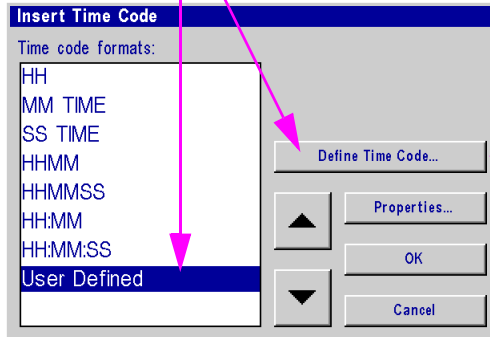 Insert Time Code
Time code formats:
HH
MM TIME
SS TIME
HHMM
HHMMSS
HH:MM
HH:MM:SS
User Defined
Define Time Code...
Properties...
OK
Cancel